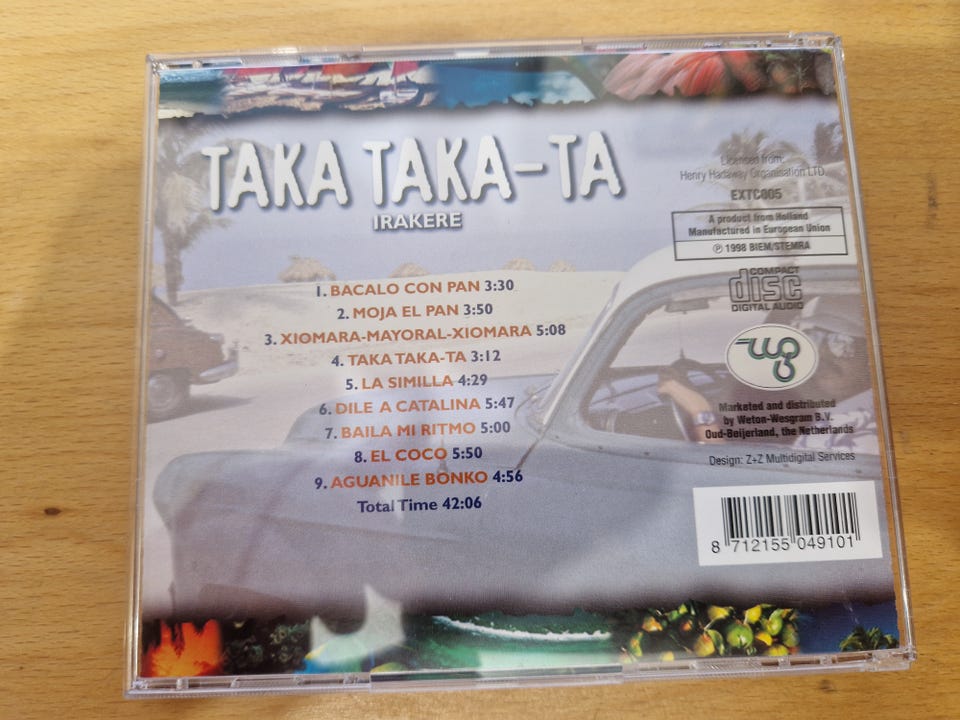 TAKA TAKA-TA
IRAKERE
1. BACALO CON PAN 3:30
2. MOJA EL PAN 3:50
3. XIOMARA-MAYORAL-XIOMARA 5:08
4. TAKA TAKA-TA 3:12
5. LA SIMILLA 4:29
6. DILE A CATALINA 5:47
7. BAILA MI RITMO 5:00
8. EL COCO 5:50
9. AGUANILE BONKO 4:56
Total Time 42:06
Licensed from:
Henry Hadaway Organisation LTD.
EXTC005
A product from Holland
Manufactured in European Union
℗ 1998 BIEM/STEMRA
COMPACT
disc
DIGITAL AUDIO
Marketed and distributed
by Weton-Wesgram B.V.
Oud-Beijerland, the Netherlands
Design: Z+Z Multidigital Services
8 712155 049101